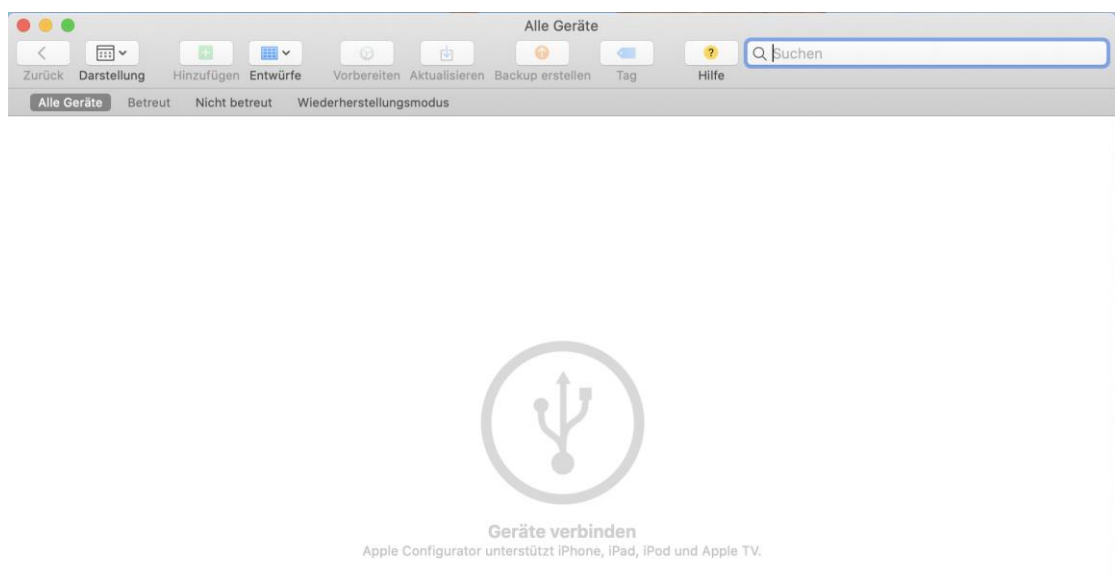 Alle Geräte
Suchen
Zurück Darstellung Hinzufügen Entwürfe Vorbereiten Aktualisieren Backup erstellen Tag Hilfe
Alle Geräte Betreut Nicht betreut Wiederherstellungsmodus
Geräte verbinden
Apple Configurator unterstützt iPhone, iPad, iPod und Apple TV.